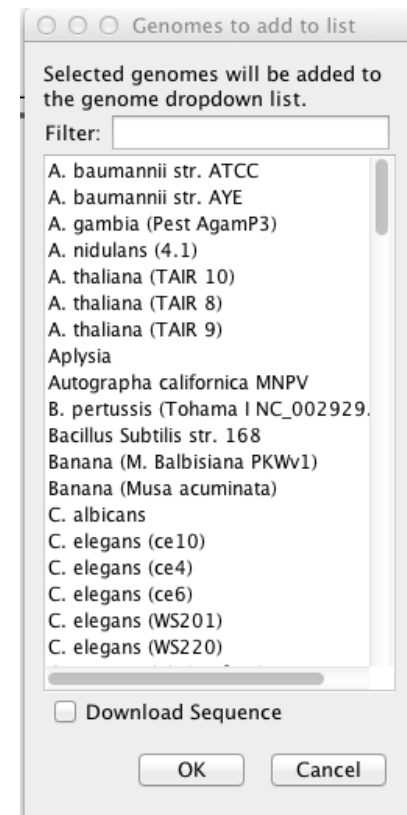 Genomes to add to list
Selected genomes will be added to
the genome dropdown list.
Filter:
A. baumannii str. ATCC
A. baumannii str. AYE
A. gambia (Pest AgamP3)
A. nidulans (4.1)
A. thaliana (TAIR 10)
A. thaliana (TAIR 8)
A. thaliana (TAIR 9)
Aplysia
Autographa californica MNPV
B. pertussis (Tohama I NC_002929.
Bacillus Subtilis str. 168
Banana (M. Balbisiana PKWv1)
Banana (Musa acuminata)
C. albicans
C. elegans (ce10)
C. elegans (ce4)
C. elegans (ce6)
C. elegans (WS201)
C. elegans (WS220)
Download Sequence
OK Cancel